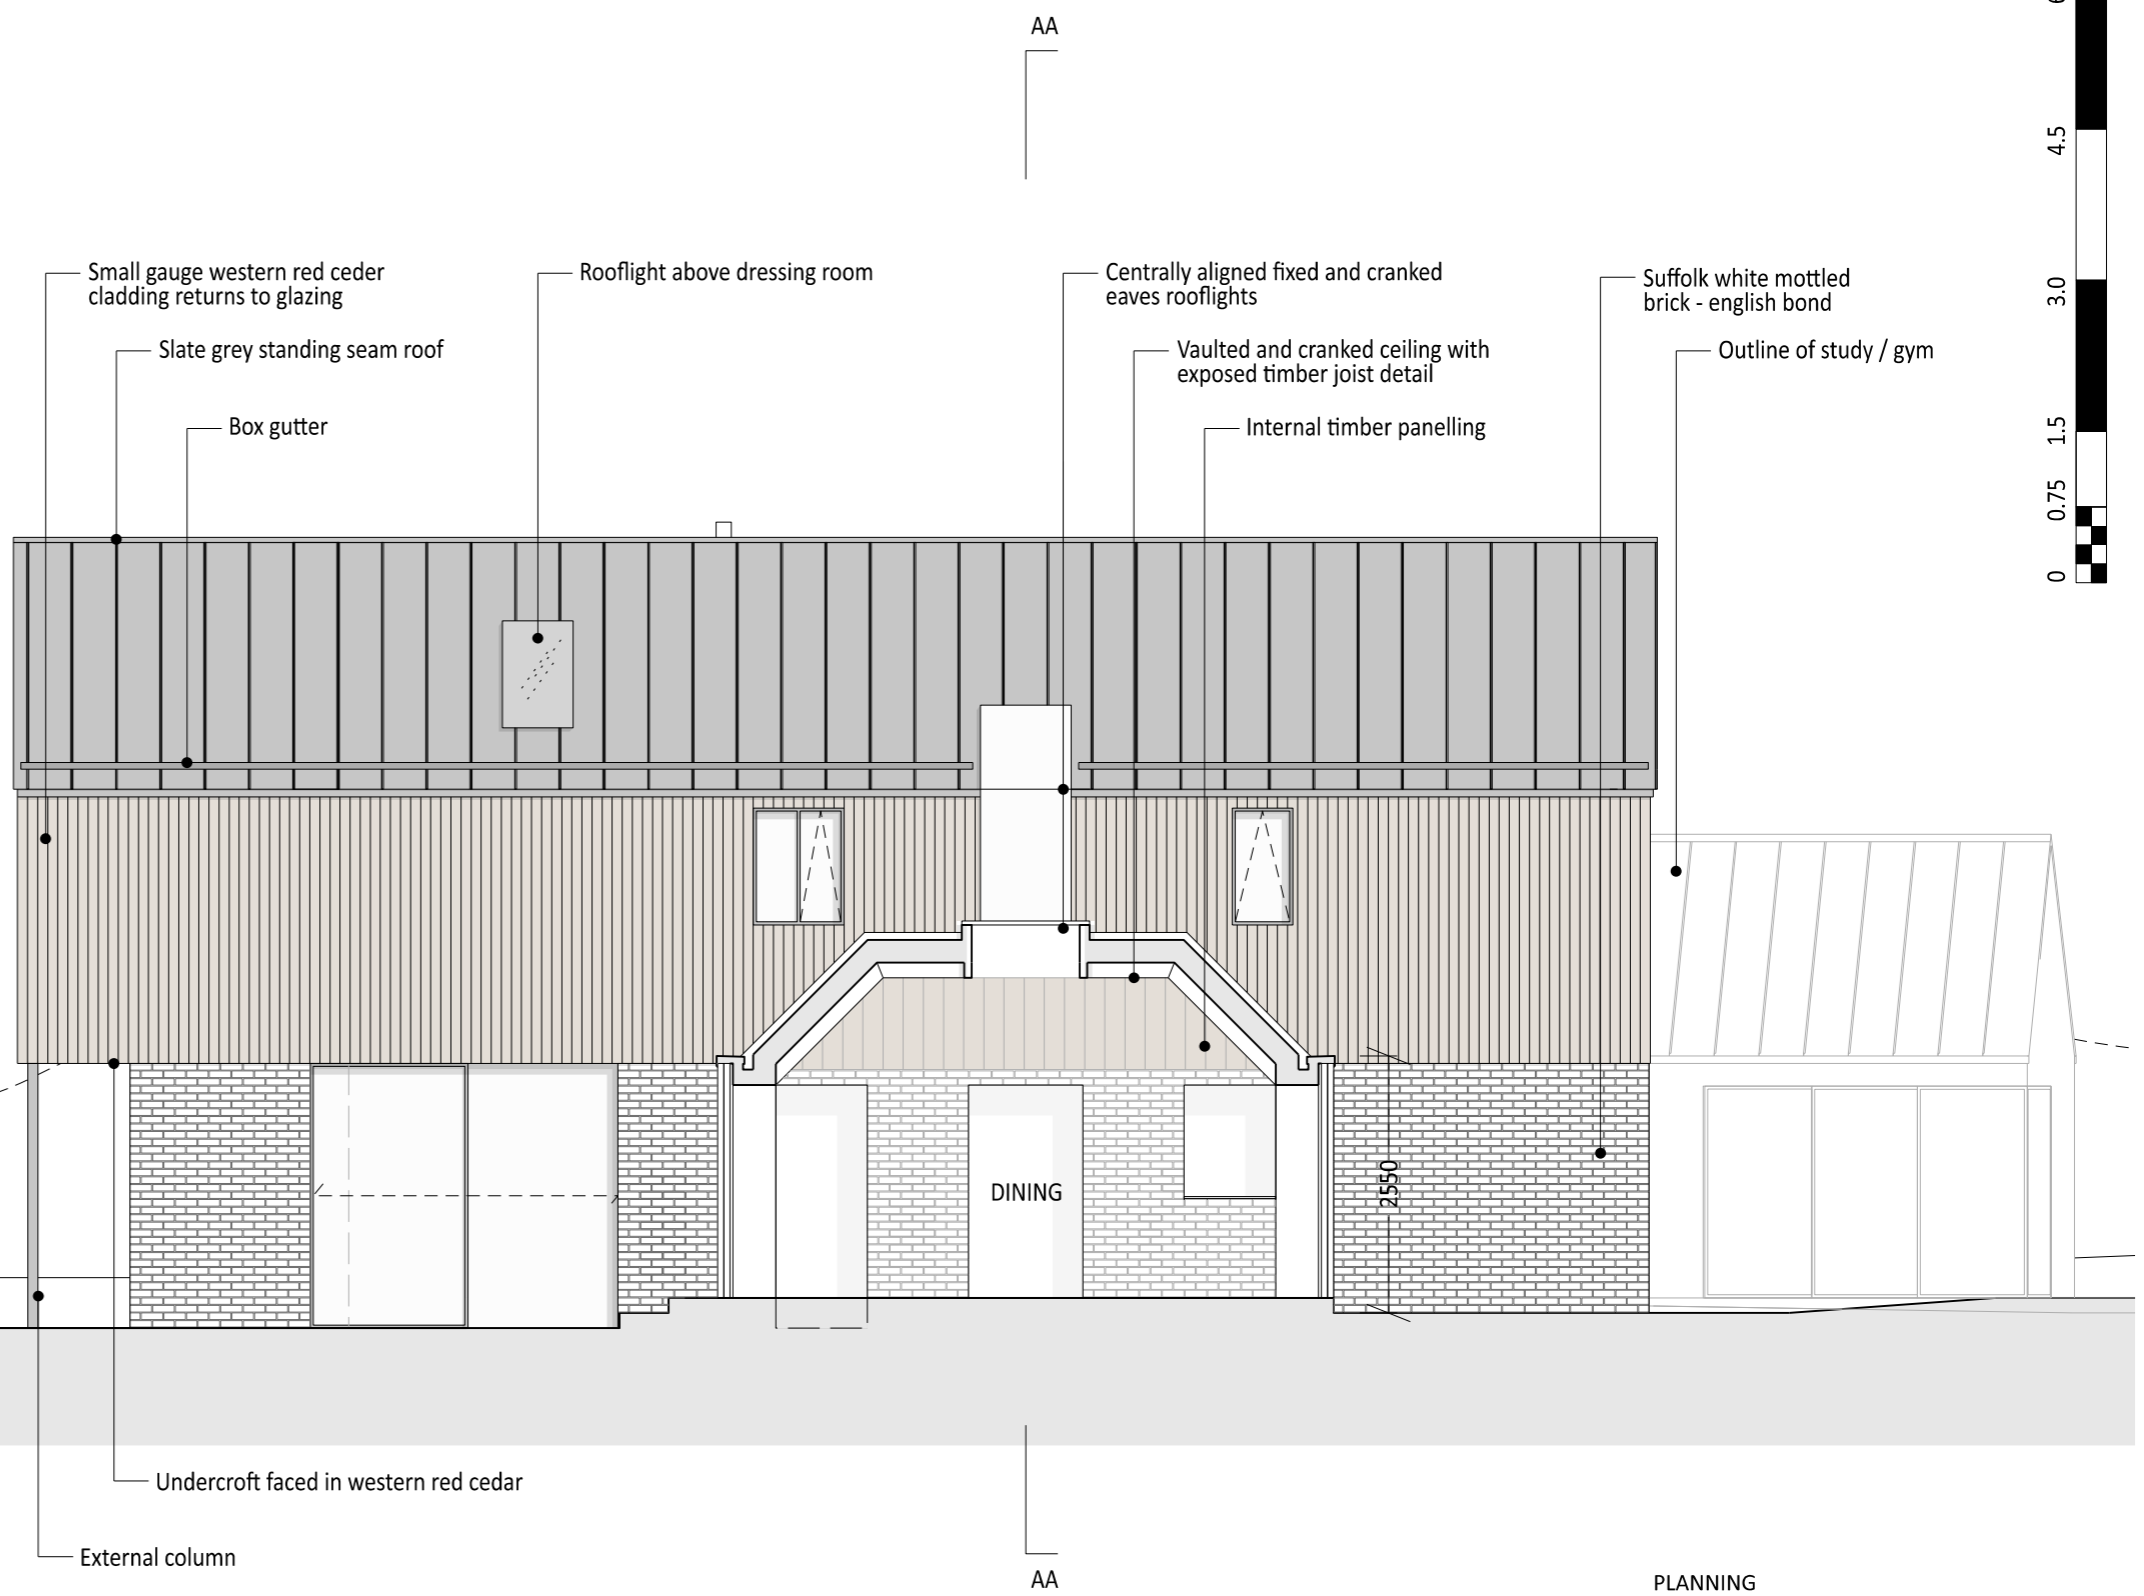 AA
4.5
3.0
1.5
0.75
0
Small gauge western red ceder
cladding returns to glazing
Slate grey standing seam roof
Box gutter
Rooflight above dressing room
Centrally aligned fixed and cranked
eaves rooflights
Vaulted and cranked ceiling with
exposed timber joist detail
Internal timber panelling
Suffolk white mottled
brick - english bond
Outline of study / gym
DINING
2550
Undercroft faced in western red cedar
External column
AA
PLANNING